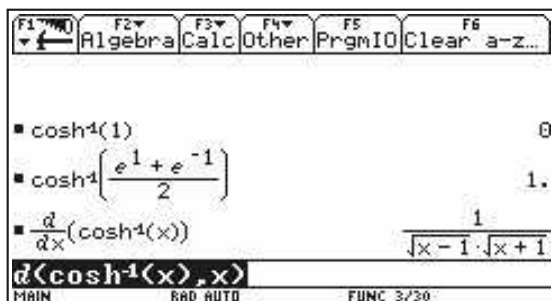 F1 F2▼ F3▼ F4▼ F5 F6
▼ Algebra Calc Other PrgmIO Clear a-z…
■ cosh⁻¹(1) 0
■ cosh⁻¹((e^1 + e^-1)/2) 1.
■ d/dx(cosh⁻¹(x)) 1/(√x-1·√x+1)
d(cosh⁻¹(x),x)
MAIN RAD AUTO FUNC 3/30